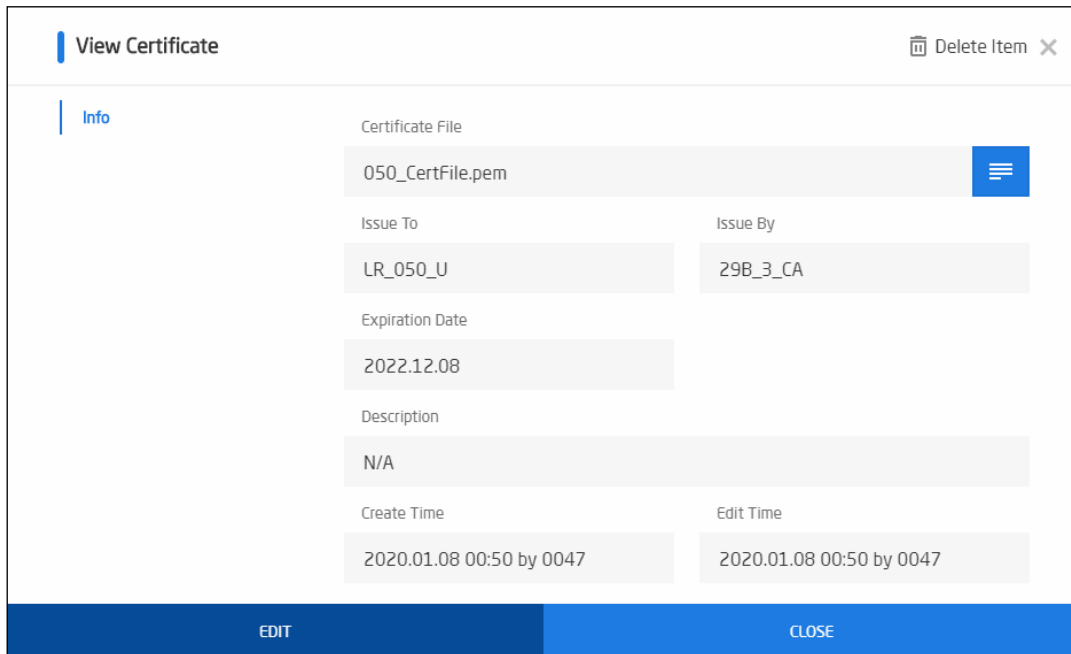 View Certificate
Delete Item
Info
Certificate File
050_CertFile.pem
Issue To
Issue By
LR_050_U
29B_3_CA
Expiration Date
2022.12.08
Description
N/A
Create Time
Edit Time
2020.01.08 00:50 by 0047
2020.01.08 00:50 by 0047
EDIT
CLOSE